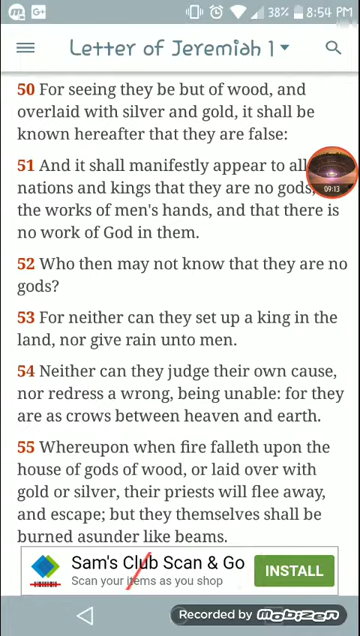 G+ 38% 8:54 PM
Letter of Jeremiah 1
50 For seeing they be but of wood, and
overlaid with silver and gold, it shall be
known hereafter that they are false:
51 And it shall manifestly appear to all
nations and kings that they are no gods,
the works of men's hands, and that there is
no work of God in them.
09:13
52 Who then may not know that they are no
gods?
53 For neither can they set up a king in the
land, nor give rain unto men.
54 Neither can they judge their own cause,
nor redress a wrong, being unable: for they
are as crows between heaven and earth.
55 Whereupon when fire falleth upon the
house of gods of wood, or laid over with
gold or silver, their priests will flee away,
and escape; but they themselves shall be
burned asunder like beams.
Sam's Club Scan & Go
Scan your items as you shop
INSTALL
Recorded by mobizen